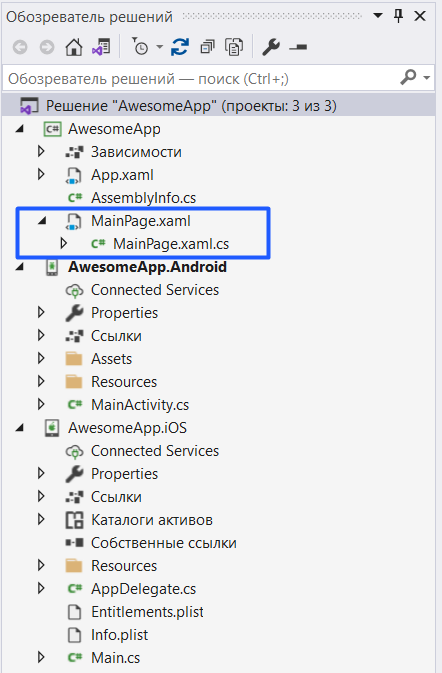 Обозреватель решений
Обозреватель решений — поиск (Ctrl+;)
Решение "AwesomeApp" (проекты: 3 из 3)
AwesomeApp
Зависимости
App.xaml
AssemblyInfo.cs
MainPage.xaml
MainPage.xaml.cs
AwesomeApp.Android
Connected Services
Properties
Ссылки
Assets
Resources
MainActivity.cs
AwesomeApp.iOS
Connected Services
Properties
Ссылки
Каталоги активов
Собственные ссылки
Resources
AppDelegate.cs
Entitlements.plist
Info.plist
Main.cs